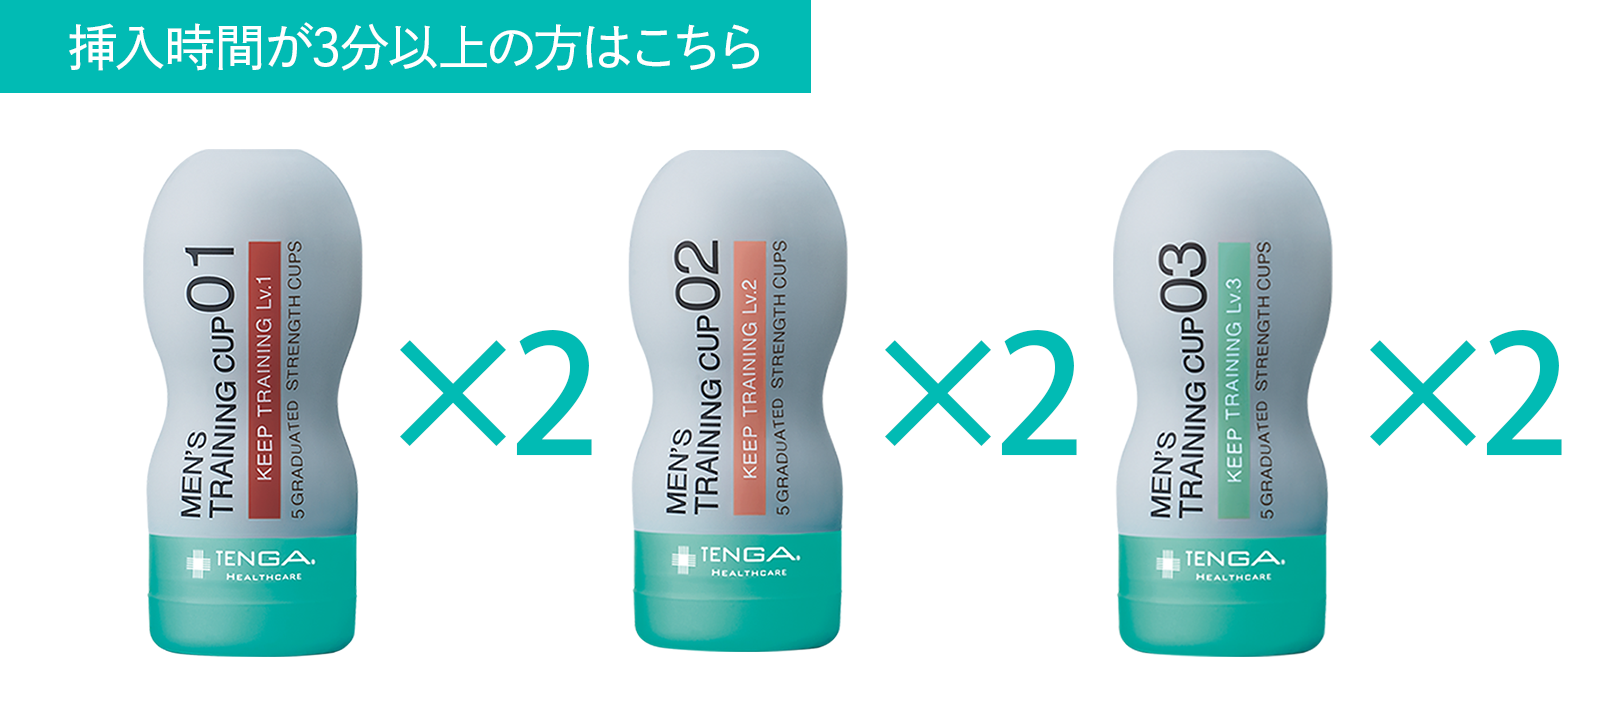 挿入時間が3分以上の方はこちら
MEN'S
TRAINING CUP 01
KEEP TRAINING Lv.1
5 GRADUATED STRENGTH CUPS
TENGA®
HEALTHCARE
×2
MEN'S
TRAINING CUP 02
KEEP TRAINING Lv.2
5 GRADUATED STRENGTH CUPS
TENGA®
HEALTHCARE
×2
MEN'S
TRAINING CUP 03
KEEP TRAINING Lv.3
5 GRADUATED STRENGTH CUPS
TENGA®
HEALTHCARE
×2